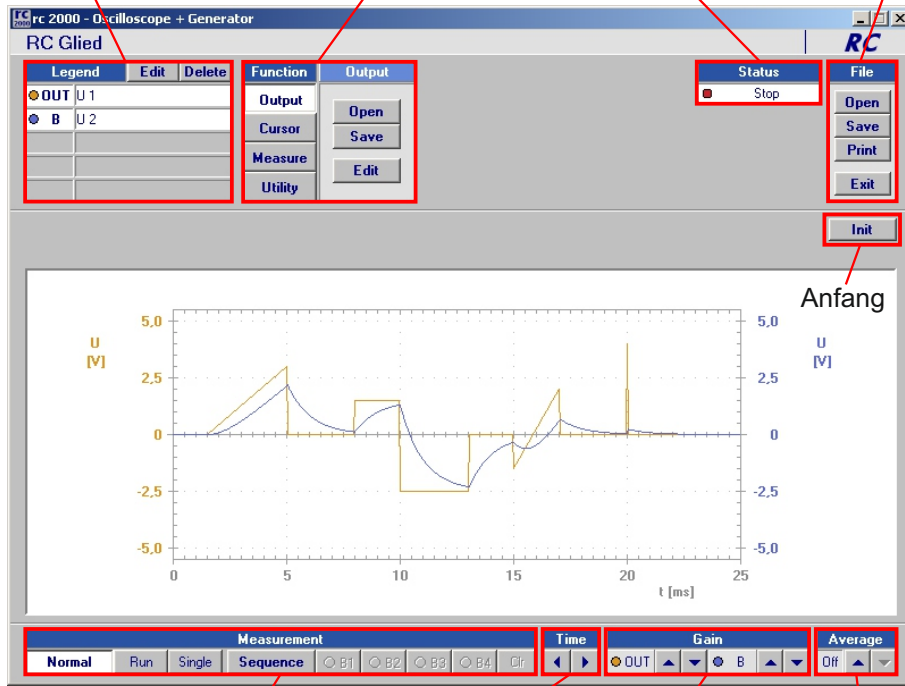 rc 2000 - Oscilloscope + Generator
RC Glied
RC
Legend Edit Delete
OUT U 1
B U 2
Function Output
Output
Cursor
Measure
Utility
Open
Save
Edit
Status
Stop
File
Open
Save
Print
Exit
Init
Anfang
U
[V]
5,0
2,5
0
-2,5
-5,0
5,0
2,5
0
-2,5
-5,0
U
[V]
0 5 10 15 20 25
t [ms]
Measurement
Normal Run Single Sequence B1 B2 B3 B4 Clr
Time
Gain
OUT B
Average
Off